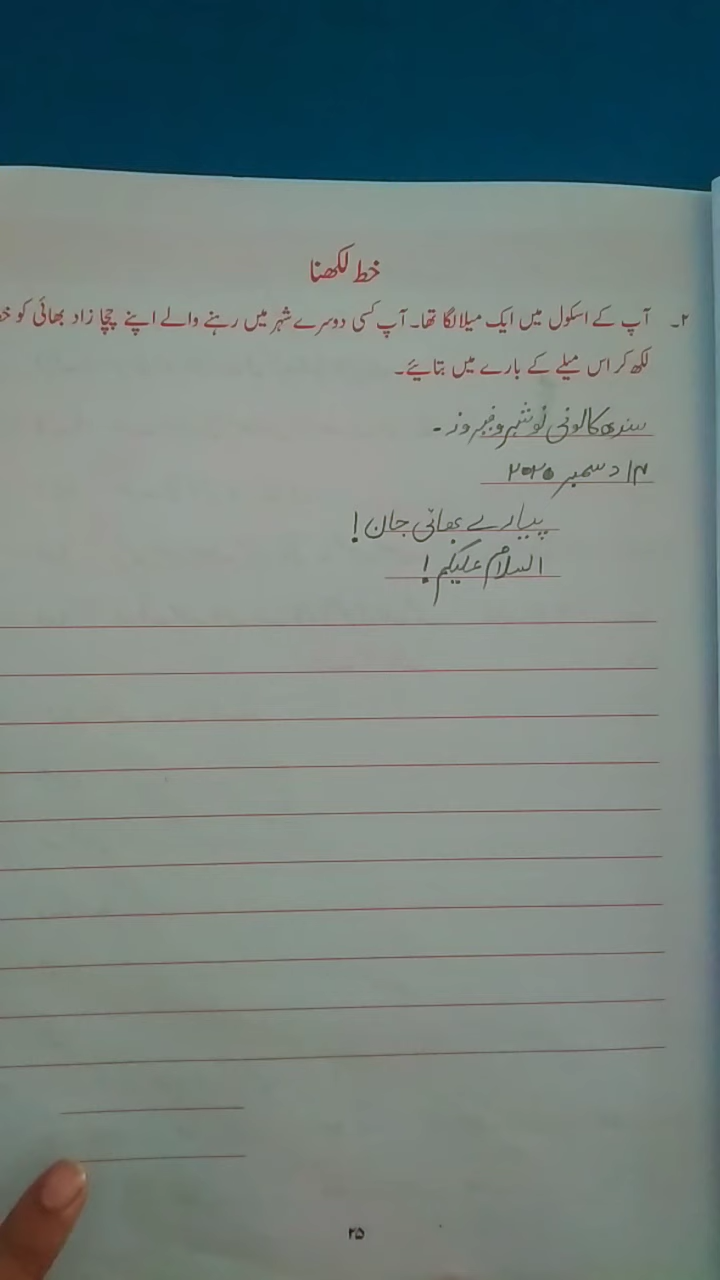 خط لکھنا
۲۔ آپ کے اسکول میں ایک میلا لگا تھا۔ آپ کسی دوسرے شہر میں رہنے والے اپنے چچا زاد بھائی کو
لکھ کر اس میلے کے بارے میں بتائیے۔
سندھ کالونی نوشہرو فیروز۔
۱۴ دسمبر ۲۰۲۰
پیارے بھائی جان!
السلام علیکم!
۲۵